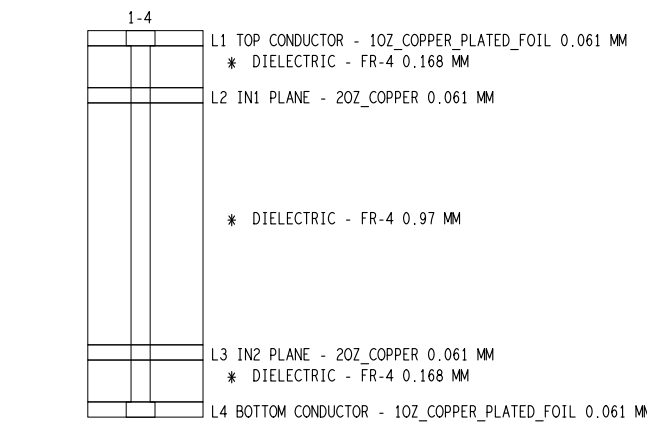 1-4
L1 TOP CONDUCTOR - 1OZ_COPPER_PLATED_FOIL 0.061 MM
* DIELECTRIC - FR-4 0.168 MM
L2 IN1 PLANE - 2OZ_COPPER 0.061 MM
* DIELECTRIC - FR-4 0.97 MM
L3 IN2 PLANE - 2OZ_COPPER 0.061 MM
* DIELECTRIC - FR-4 0.168 MM
L4 BOTTOM CONDUCTOR - 1OZ_COPPER_PLATED_FOIL 0.061 MM